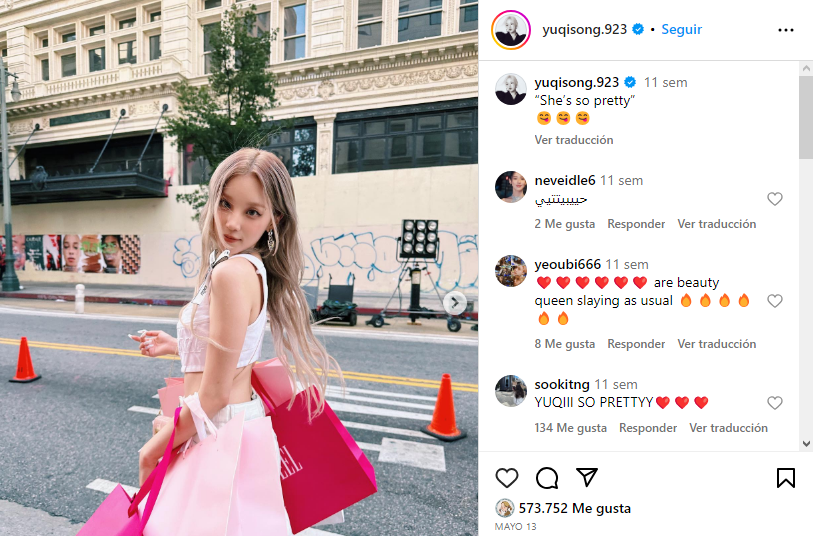 yuqisong.923 • Seguir
yuqisong.923 11 sem
“She’s so pretty”
😋 😋 😋
Ver traducción
neveidle6 11 sem
حييييتتيي
2 Me gusta Responder Ver traducción
yeoubi666 11 sem
❤️ ❤️ ❤️ ❤️ ❤️ ❤️ are beauty
queen slaying as usual 🔥 🔥 🔥 🔥
🔥 🔥
8 Me gusta Responder Ver traducción
sookitng 11 sem
YUQIII SO PRETTYY❤️ ❤️ ❤️
134 Me gusta Responder Ver traducción
573.752 Me gusta
MAYO 13